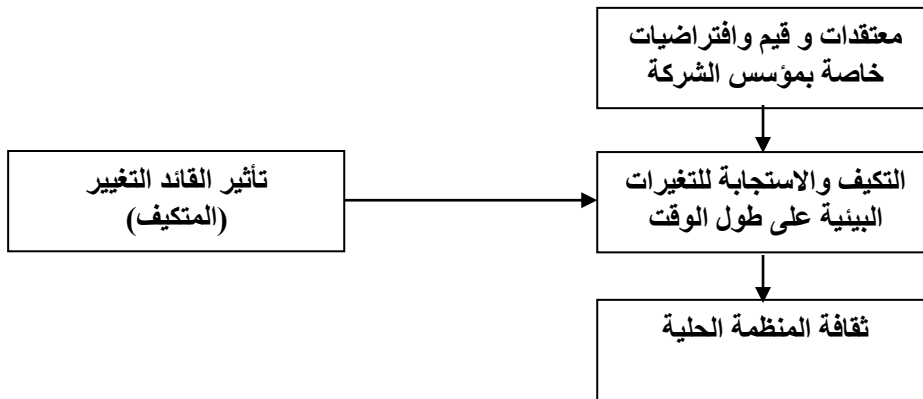 معتقدات و قيم وافتراضيات
خاصة بمؤسس الشركة
تأثير القائد التغيير
(المتكيف)
التكيف والاستجابة للتغيرات
البيئية على طول الوقت
ثقافة المنظمة الحلية